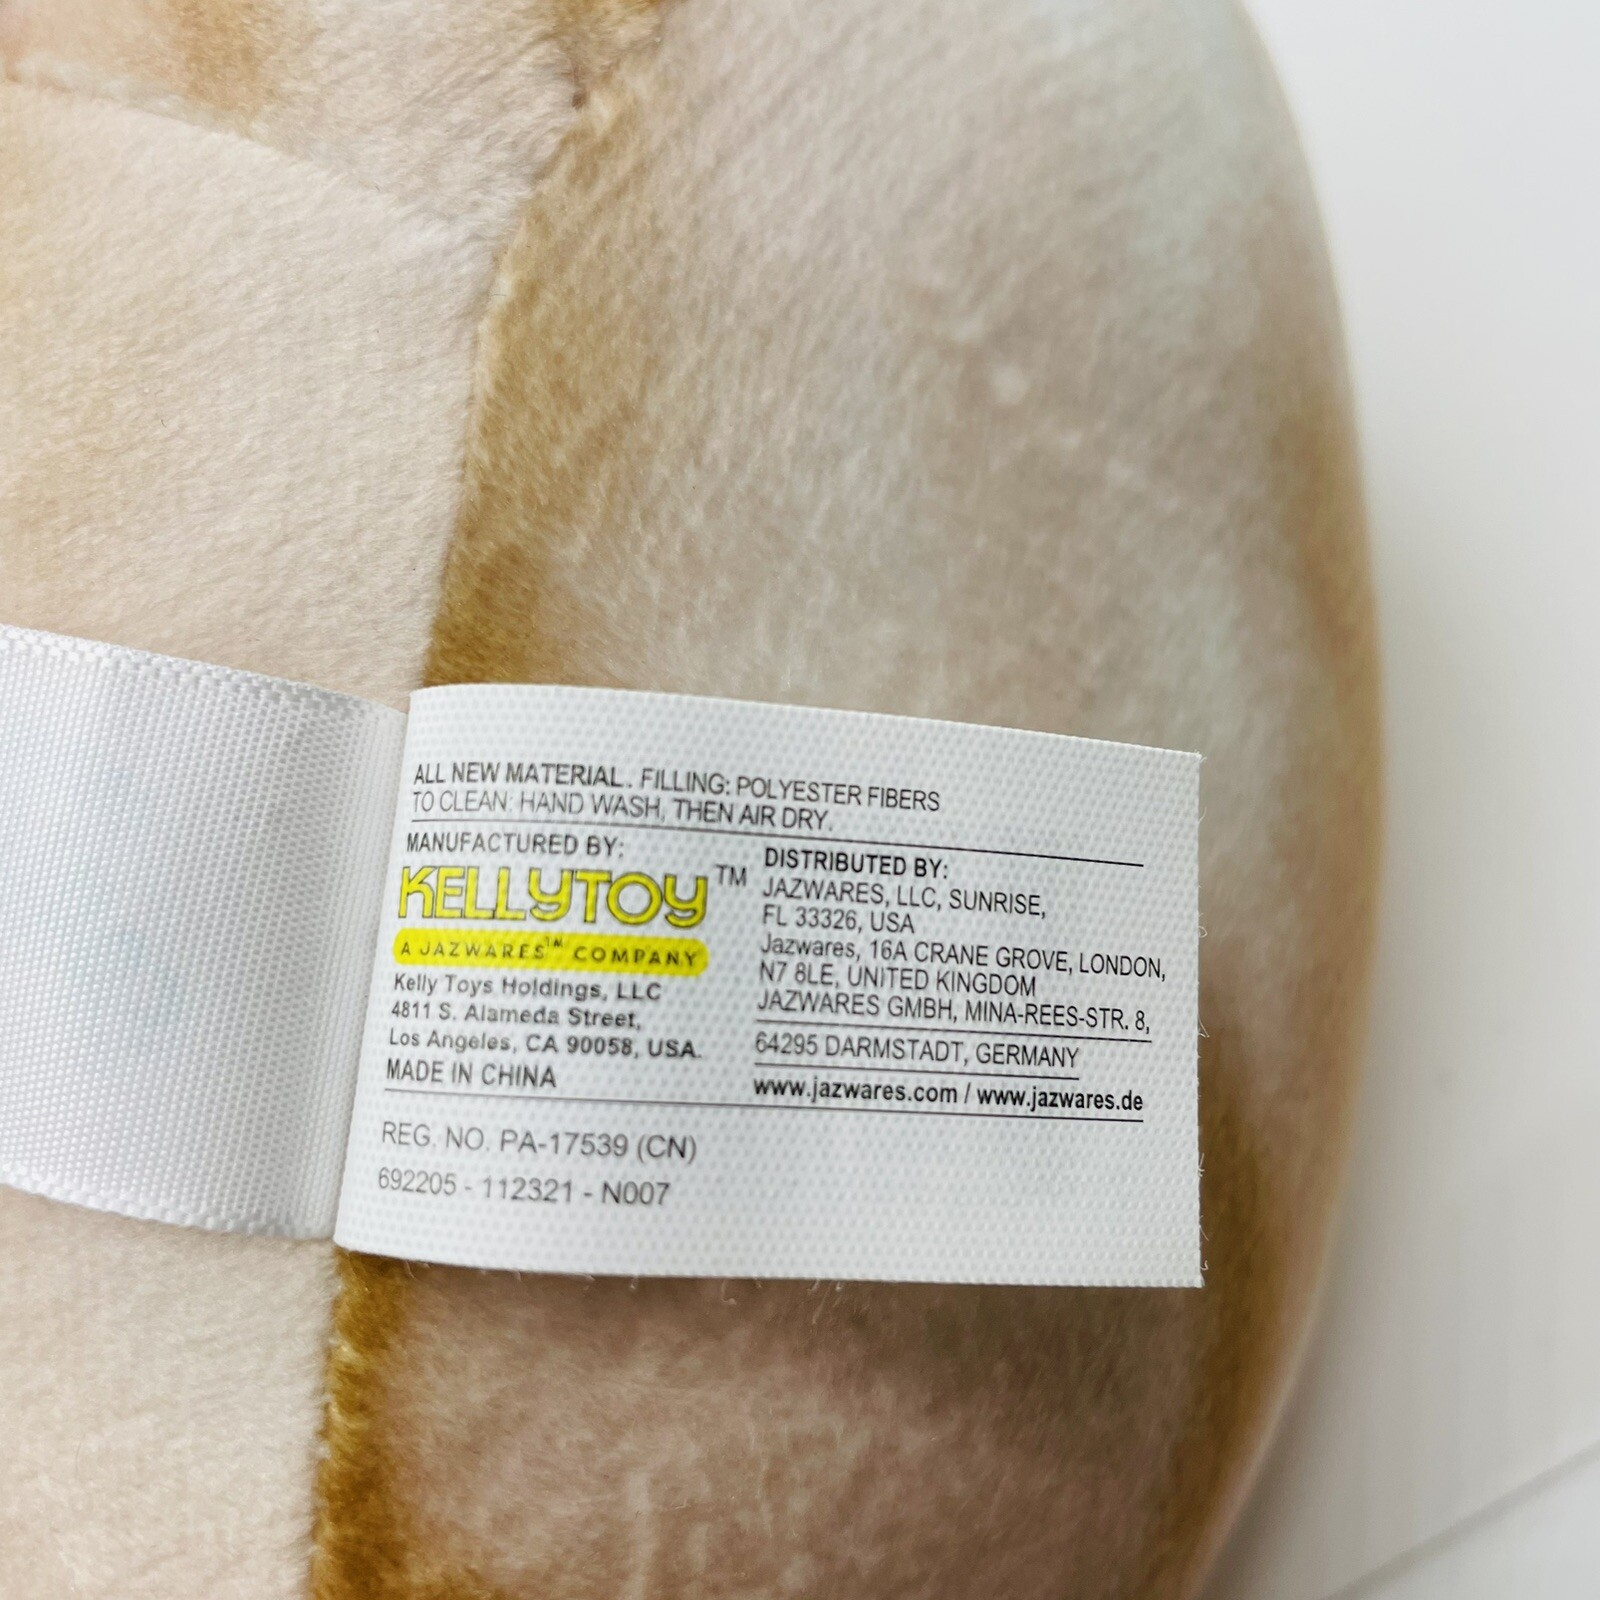 ALL NEW MATERIAL. FILLING: POLYESTER FIBERS
TO CLEAN: HAND WASH, THEN AIR DRY.
MANUFACTURED BY:
KELLYTOY™
A JAZWARES™ COMPANY
Kelly Toys Holdings, LLC
4811 S. Alameda Street,
Los Angeles, CA 90058, USA.
MADE IN CHINA
DISTRIBUTED BY:
JAZWARES, LLC, SUNRISE,
FL 33326, USA
Jazwares, 16A CRANE GROVE, LONDON,
N7 8LE, UNITED KINGDOM
JAZWARES GMBH, MINA-REES-STR. 8,
64295 DARMSTADT, GERMANY
www.jazwares.com / www.jazwares.de
REG. NO. PA-17539 (CN)
692205 - 112321 - N007